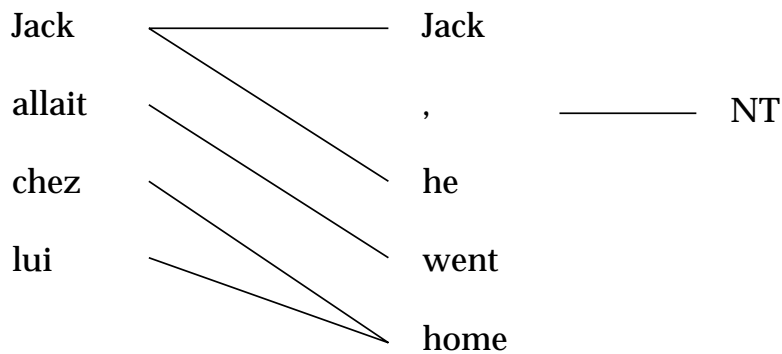 Jack Jack
allait , NT
chez he
lui went
home